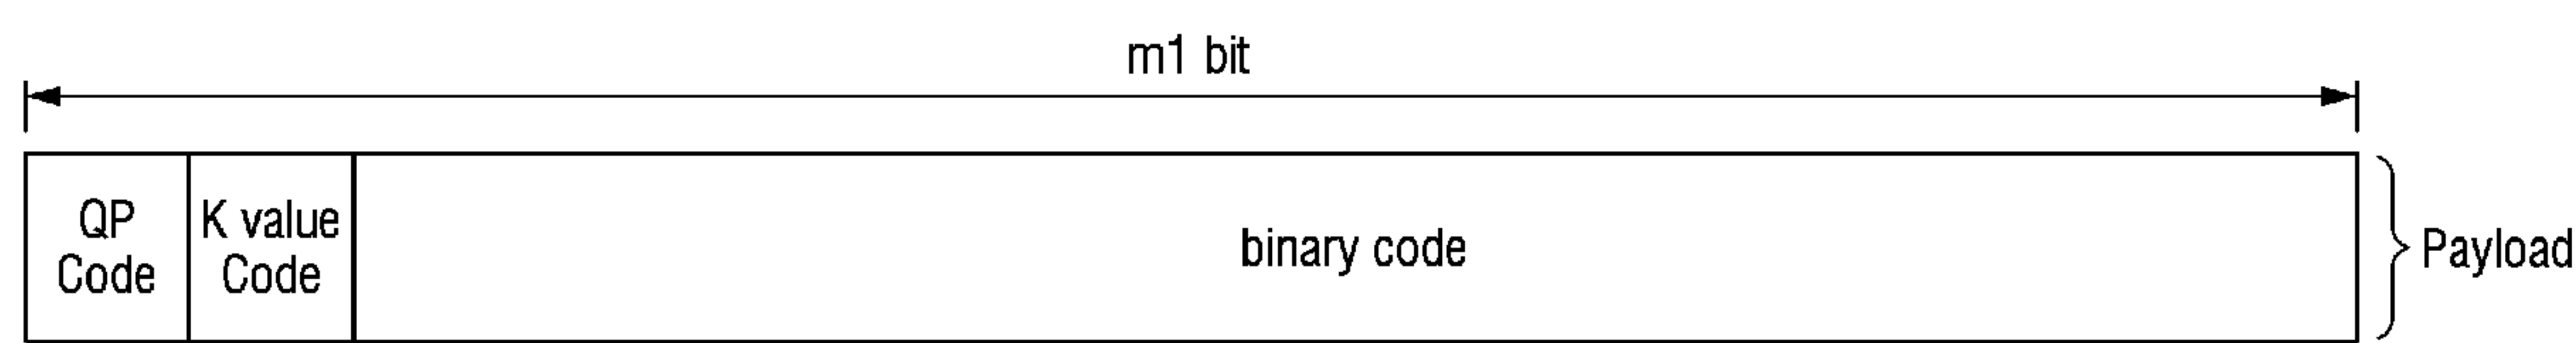 m1 bit
QP
Code
K value
Code
binary code
Payload